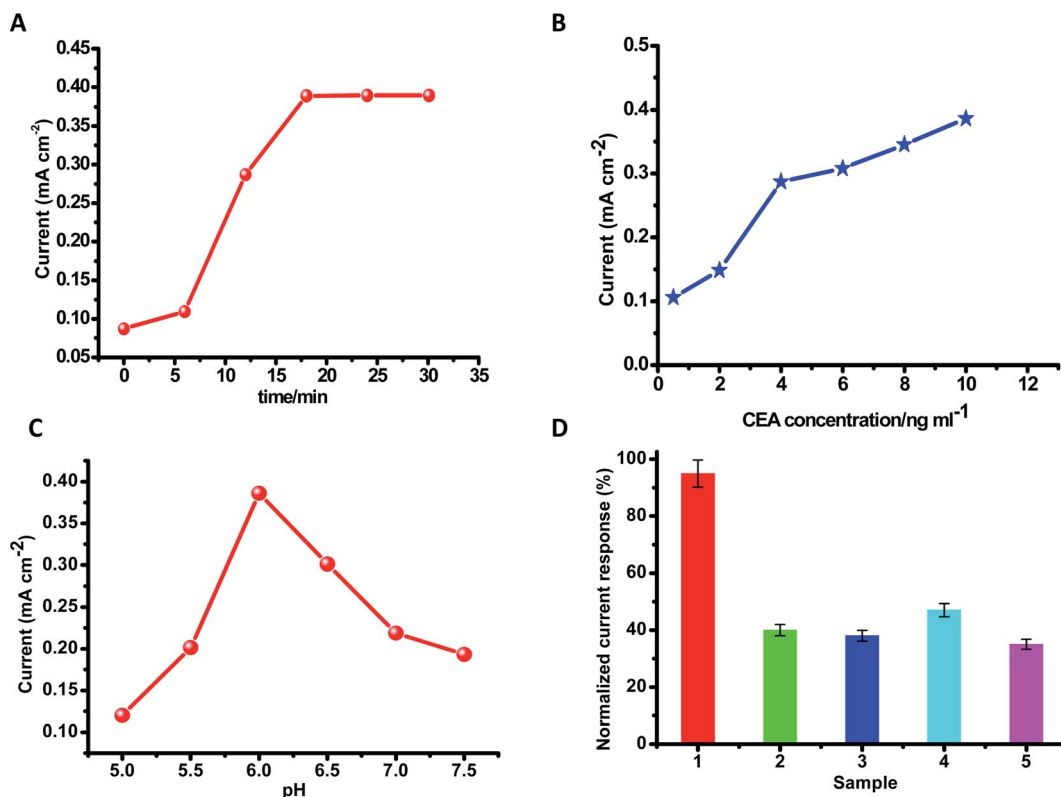 A
Current (mA cm-2)
0.45
0.40
0.35
0.30
0.25
0.20
0.15
0.10
0.05
0 5 10 15 20 25 30 35
time/min
B
Current (mA cm-2)
0.5
0.4
0.3
0.2
0.1
0.0
0 2 4 6 8 10 12
CEA concentration/ng ml-1
C
Current (mA cm-2)
0.40
0.35
0.30
0.25
0.20
0.15
0.10
5.0 5.5 6.0 6.5 7.0 7.5
pH
D
Normalized current response (%)
100
80
60
40
20
0
1 2 3 4 5
Sample